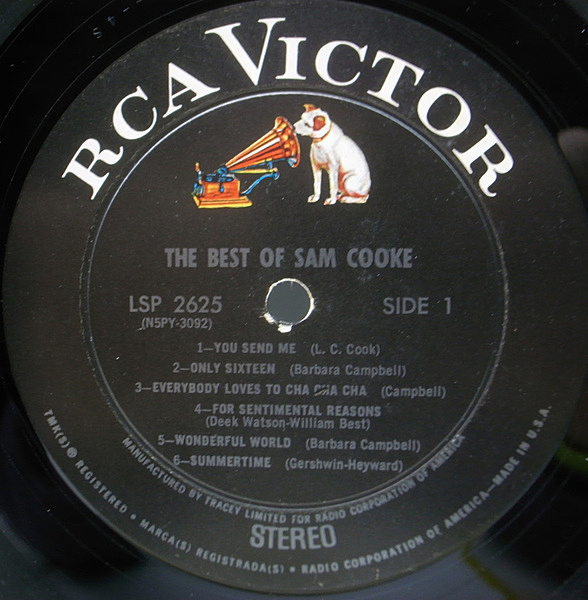 RCA VICTOR
THE BEST OF SAM COOKE
LSP 2625
SIDE 1
(N5PY-3092)
1—YOU SEND ME (L. C. Cook)
2—ONLY SIXTEEN (Barbara Campbell)
3—EVERYBODY LOVES TO CHA CHA CHA (Campbell)
4—FOR SENTIMENTAL REASONS
(Deek Watson-William Best)
5—WONDERFUL WORLD (Barbara Campbell)
6—SUMMERTIME (Gershwin-Heyward)
MANUFACTURED BY TRACEY LIMITED FOR RADIO CORPORATION OF AMERICA
STEREO
TMK(S) ® REGISTERED • MARCA(S) REGISTRADA(S) • RADIO CORPORATION OF AMERICA—MADE IN U.S.A.